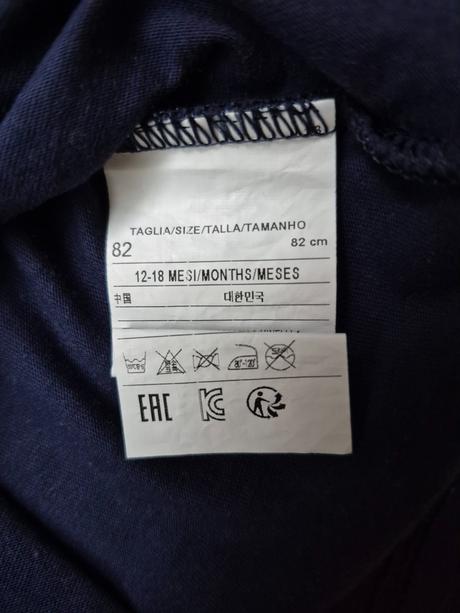 TAGLIA/SIZE/TALLA/TAMANHO
82 82 cm
12-18 MESI/MONTHS/MESES
中国 대한민국
EAC KC